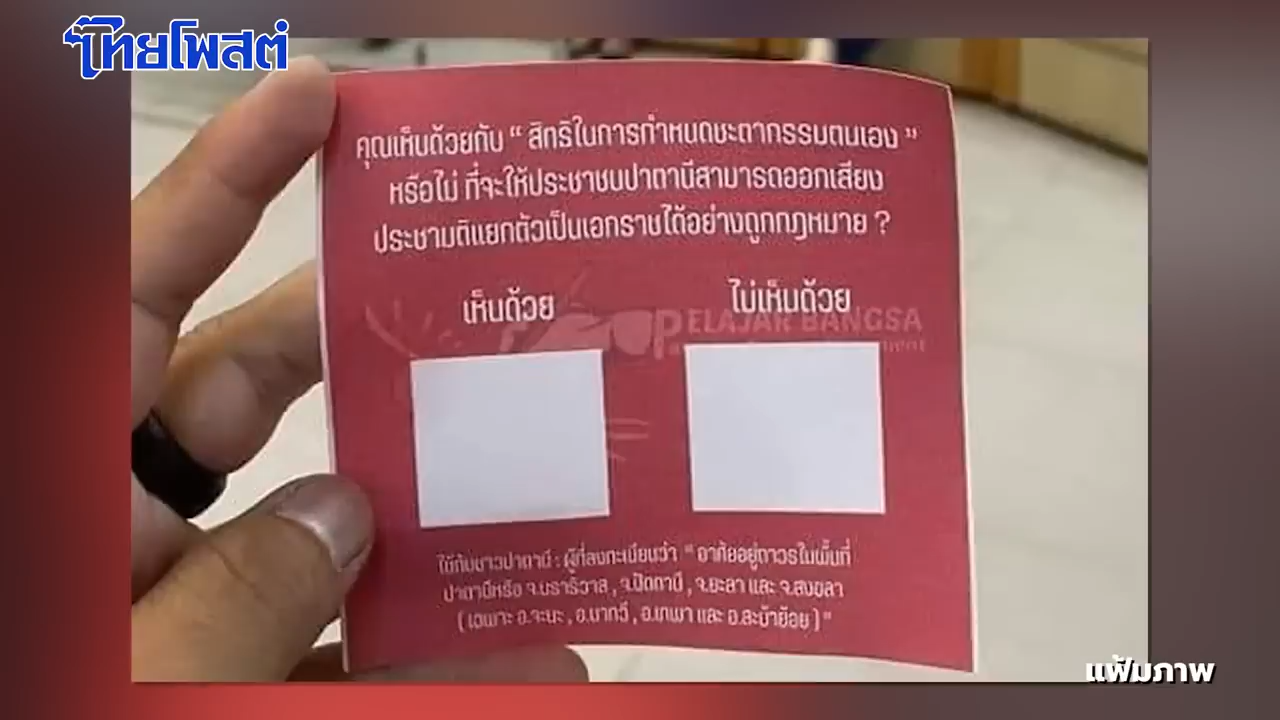 ไทยโพสต์
คุณเห็นด้วยกับ “ สิทธิในการกำหนดชะตากรรมตนเอง ”
หรือไม่ ที่จะให้ประชาชนปาตานีสามารถออกเสียง
ประชามติแยกตัวเป็นเอกราชได้อย่างถูกกฎหมาย ?
เห็นด้วย
ไม่เห็นด้วย
PELAJAR BANGSA
ใช้กับชาวปาตานี : ผู้ที่ลงทะเบียนว่า “ อาศัยอยู่ถาวรในพื้นที่
ปาตานีหรือ จ.นราธิวาส , จ.ปัตตานี , จ.ยะลา และ จ.สงขลา
( เฉพาะ อ.จะนะ , อ.นาทวี , อ.เทพา และ อ.สะบ้าย้อย ) ”
แฟ้มภาพ